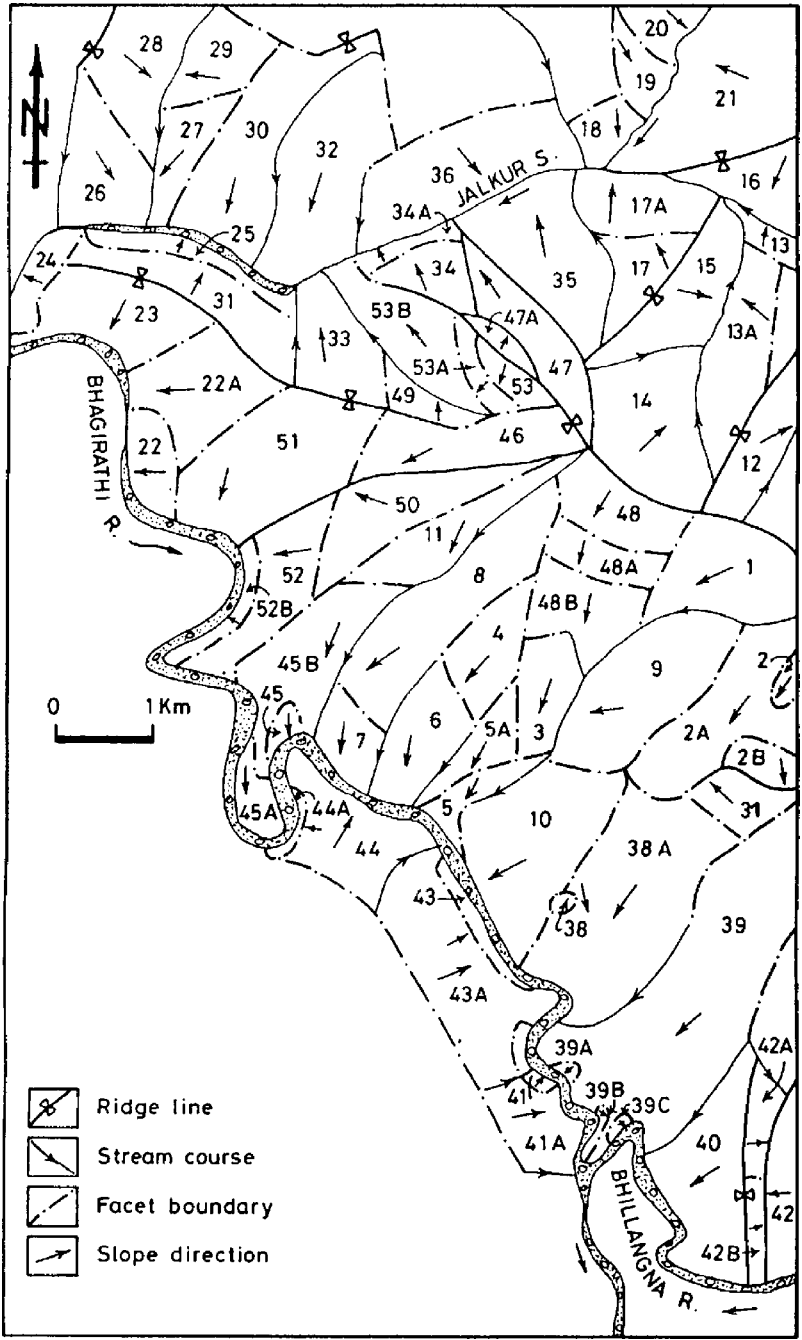 28
29
20
19
21
27
30
32
18
26
36
JALKUR S.
16
N
34A
17A
25
13
24
34
35
17
15
31
23
53B
47A
13A
33
53A
22A
49
53
47
14
46
22
51
12
BHAGIRATHI R.
50
48
11
48A
1
52
8
48B
52B
4
45B
9
2
0 1Km
45
6
5A
3
2A
7
2B
45A
44A
5
10
31
44
38A
43
38
39
43A
39A
42A
41
39B
39C
41A
40
BHILLANGNA R.
42
42B
Ridge line
Stream course
Facet boundary
Slope direction